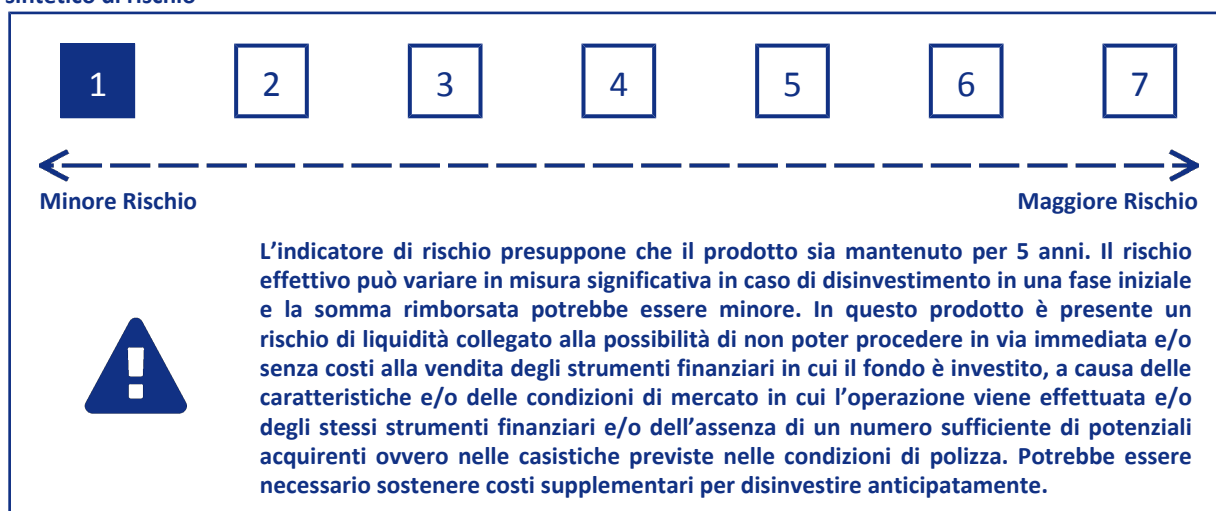 sintetico di rischio
1 2 3 4 5 6 7
Minore Rischio Maggiore Rischio
L’indicatore di rischio presuppone che il prodotto sia mantenuto per 5 anni. Il rischio
effettivo può variare in misura significativa in caso di disinvestimento in una fase iniziale
e la somma rimborsata potrebbe essere minore. In questo prodotto è presente un
rischio di liquidità collegato alla possibilità di non poter procedere in via immediata e/o
senza costi alla vendita degli strumenti finanziari in cui il fondo è investito, a causa delle
caratteristiche e/o delle condizioni di mercato in cui l’operazione viene effettuata e/o
degli stessi strumenti finanziari e/o dell’assenza di un numero sufficiente di potenziali
acquirenti ovvero nelle casistiche previste nelle condizioni di polizza. Potrebbe essere
necessario sostenere costi supplementari per disinvestire anticipatamente.